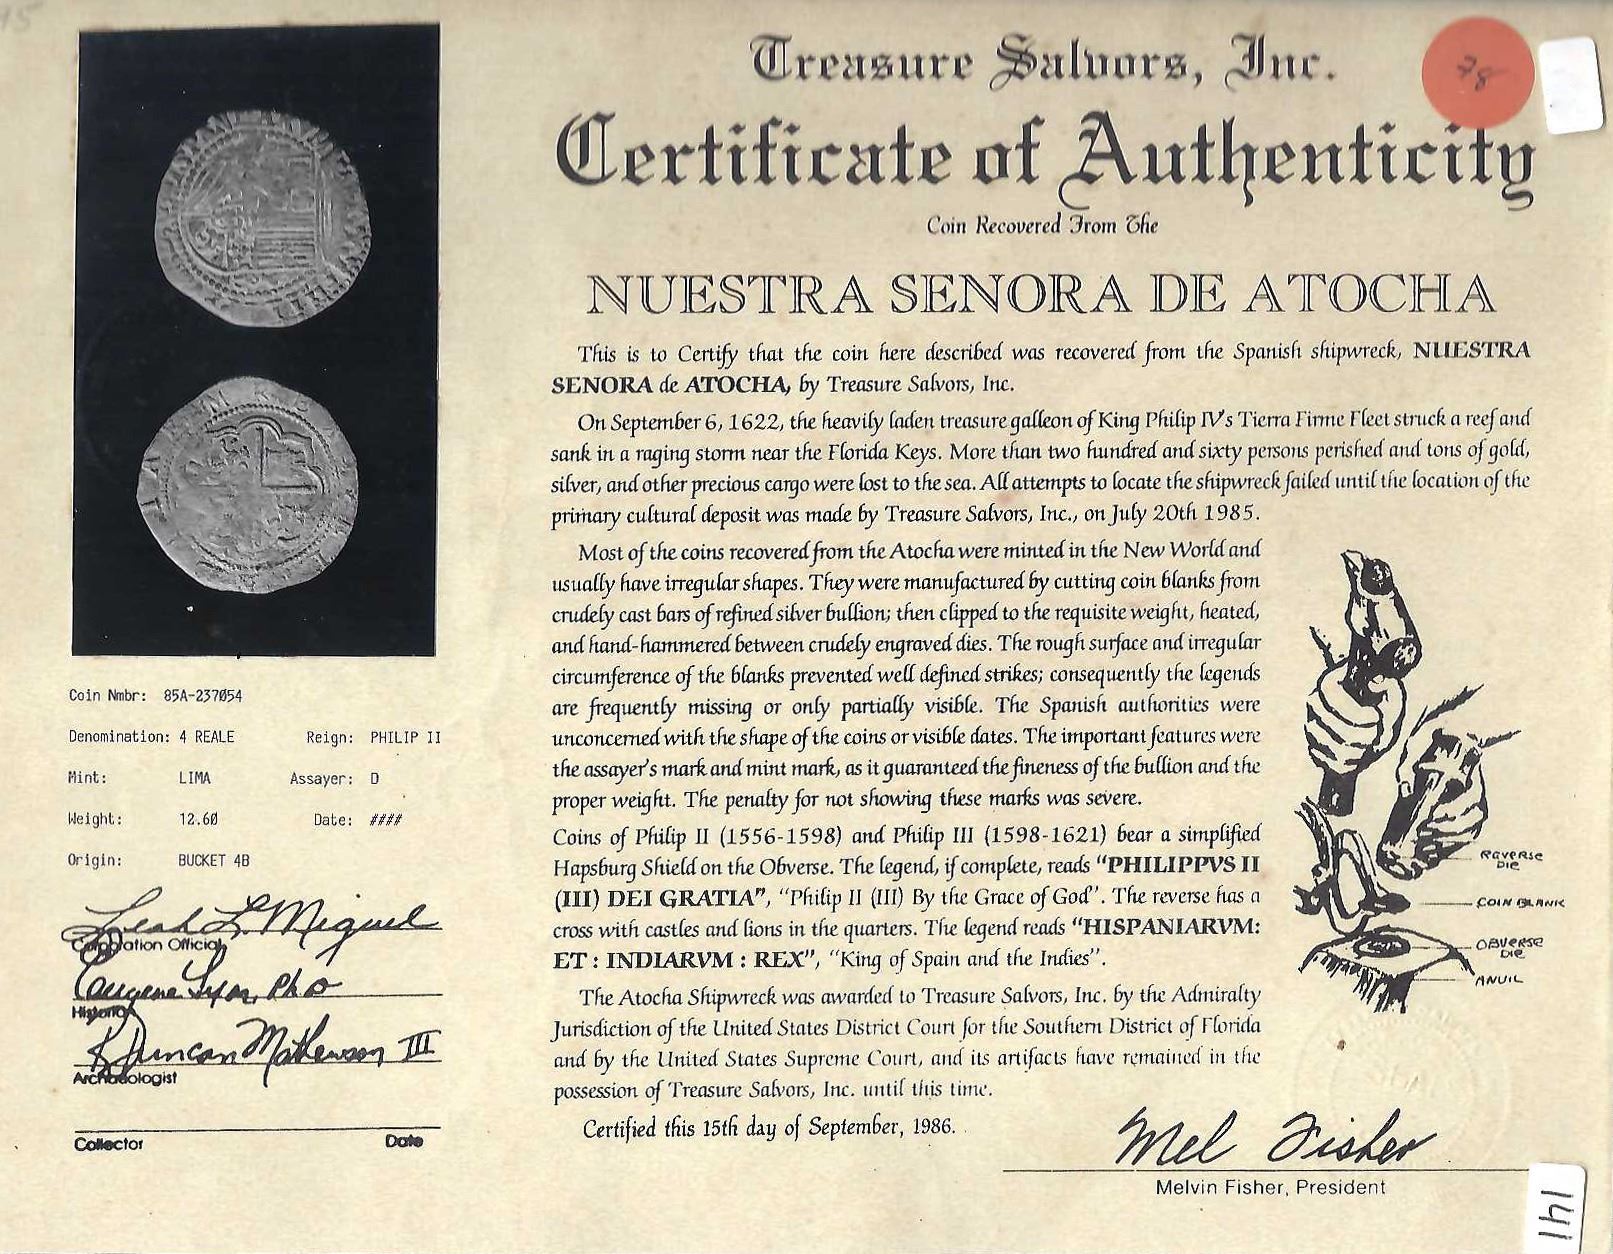 Treasure Salvors, Inc.
Certificate of Authenticity
Coin Recovered From The
NUESTRA SENORA DE ATOCHA
This is to Certify that the coin here described was recovered from the Spanish shipwreck, NUESTRA
SENORA de ATOCHA, by Treasure Salvors, Inc.
On September 6, 1622, the heavily laden treasure galleon of King Philip IV's Tierra Firme Fleet struck a reef and
sank in a raging storm near the Florida Keys. More than two hundred and sixty persons perished and tons of gold,
silver, and other precious cargo were lost to the sea. All attempts to locate the shipwreck failed until the location of the
primary cultural deposit was made by Treasure Salvors, Inc., on July 20th 1985.
Most of the coins recovered from the Atocha were minted in the New World and
usually have irregular shapes. They were manufactured by cutting coin blanks from
crudely cast bars of refined silver bullion; then clipped to the requisite weight, heated,
and hand-hammered between crudely engraved dies. The rough surface and irregular
circumference of the blanks prevented well defined strikes; consequently the legends
are frequently missing or only partially visible. The Spanish authorities were
unconcerned with the shape of the coins or visible dates. The important features were
the assayer's mark and mint mark, as it guaranteed the fineness of the bullion and the
proper weight. The penalty for not showing these marks was severe.
Coins of Philip II (1556-1598) and Philip III (1598-1621) bear a simplified
Hapsburg Shield on the Obverse. The legend, if complete, reads "PHILIPPVS II
(III) DEI GRATIA", "Philip II (III) By the Grace of God". The reverse has a
cross with castles and lions in the quarters. The legend reads "HISPANIARVM:
ET : INDIARVM : REX", "King of Spain and the Indies".
The Atocha Shipwreck was awarded to Treasure Salvors, Inc. by the Admiralty
Jurisdiction of the United States District Court for the Southern District of Florida
and by the United States Supreme Court, and its artifacts have remained in the
possession of Treasure Salvors, Inc. until this time.
Certified this 15th day of September, 1986.
Mel Fisher
Melvin Fisher, President
REVERSE
DIE
COIN BLANK
OBVERSE
DIE
ANVIL
Coin Nmbr: 85A-237054
Denomination: 4 REALE Reign: PHILIP II
Mint: LIMA Assayer: D
Weight: 12.60 Date: ####
Origin: BUCKET 4B
Leah L. Miguel
Corporation Official
Eugene Lyon, PhD
Historian
R Duncan Mathewson III
Archaeologist
Collector Date
78
141